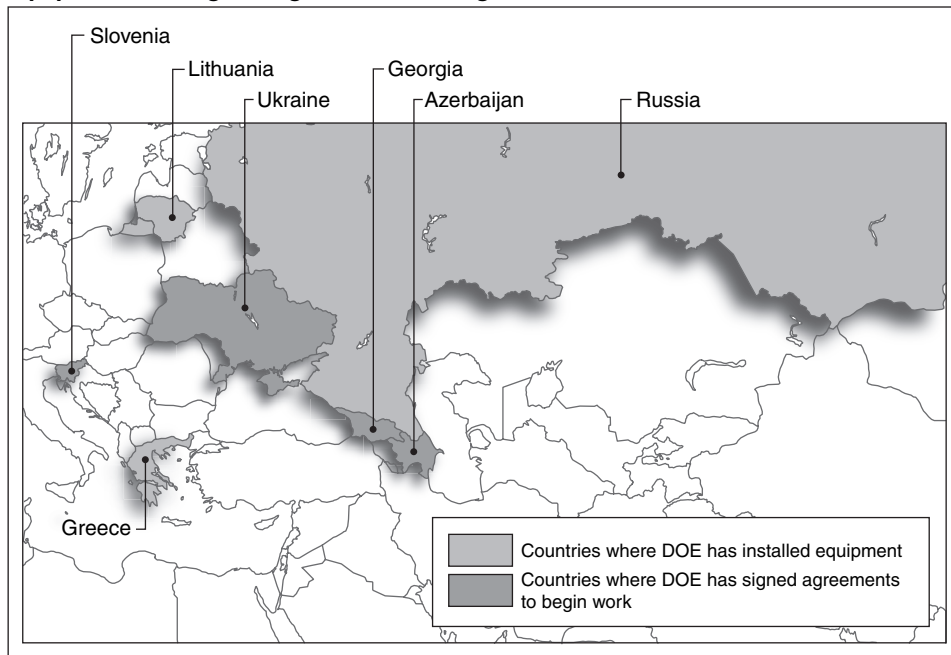 Slovenia
Lithuania
Georgia
Ukraine
Azerbaijan
Russia
Greece
Countries where DOE has installed equipment
Countries where DOE has signed agreements
to begin work